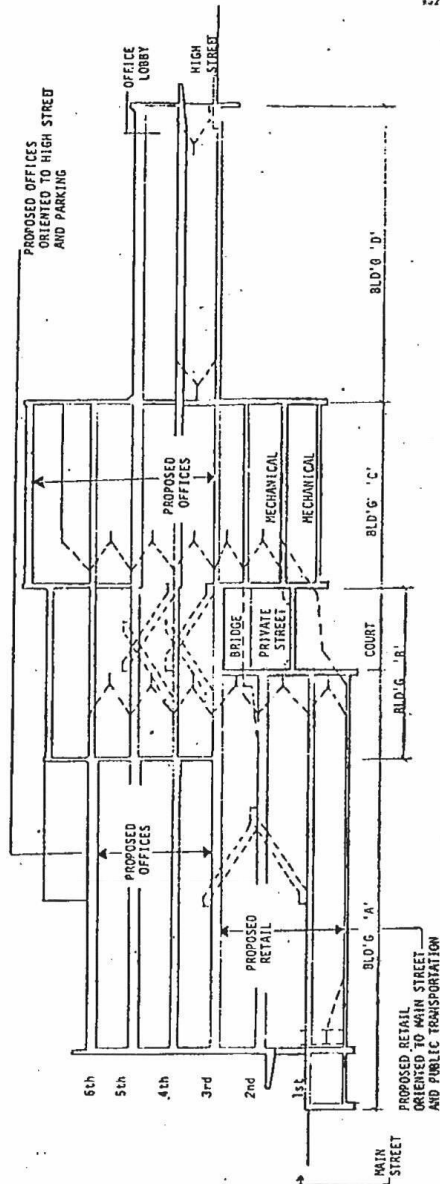 PROPOSED OFFICES
ORIENTED TO HIGH STREET
AND PARKING
OFFICE
LOBBY
HIGH
STREET
6th
5th
4th
3rd
2nd
1st
PROPOSED
OFFICES
PROPOSED
OFFICES
PROPOSED
RETAIL
BRIDGE
PRIVATE
STREET
COURT
MECHANICAL
MECHANICAL
BLD'G 'A'
BLD'G 'B'
BLD'G 'C'
BLD'G 'D'
MAIN
STREET
PROPOSED RETAIL
ORIENTED TO MAIN STREET
AND PUBLIC TRANSPORTATION